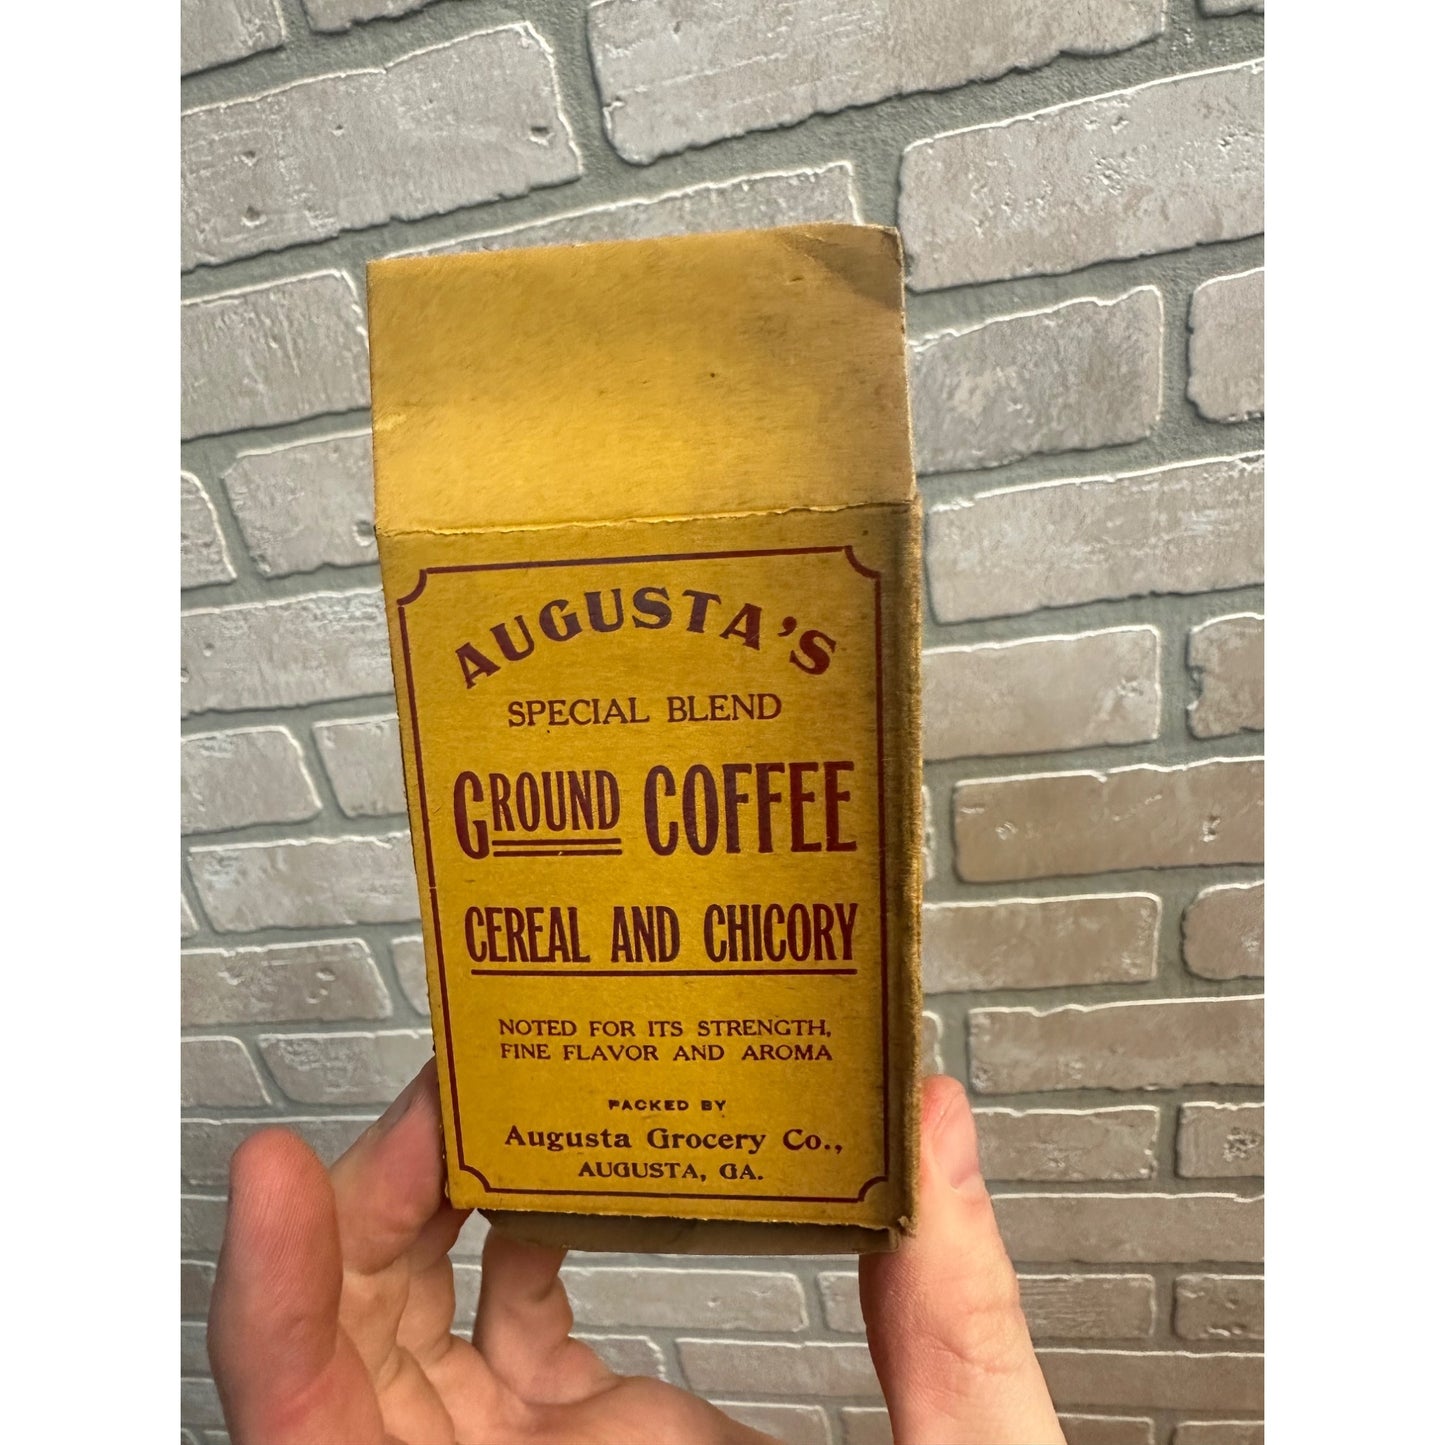 AUGUSTA'S
SPECIAL BLEND
GROUND COFFEE
CEREAL AND CHICORY
NOTED FOR ITS STRENGTH,
FINE FLAVOR AND AROMA
PACKED BY
Augusta Grocery Co.,
AUGUSTA, GA.